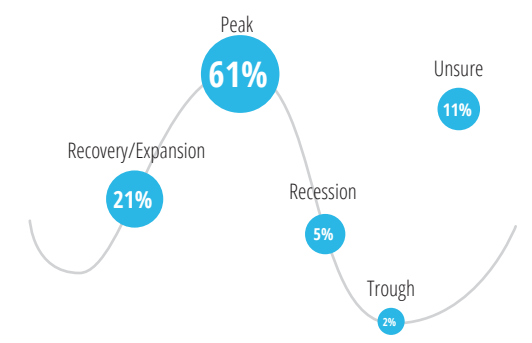 Peak
61%
Unsure
11%
Recovery/Expansion
21%
Recession
5%
Trough
2%